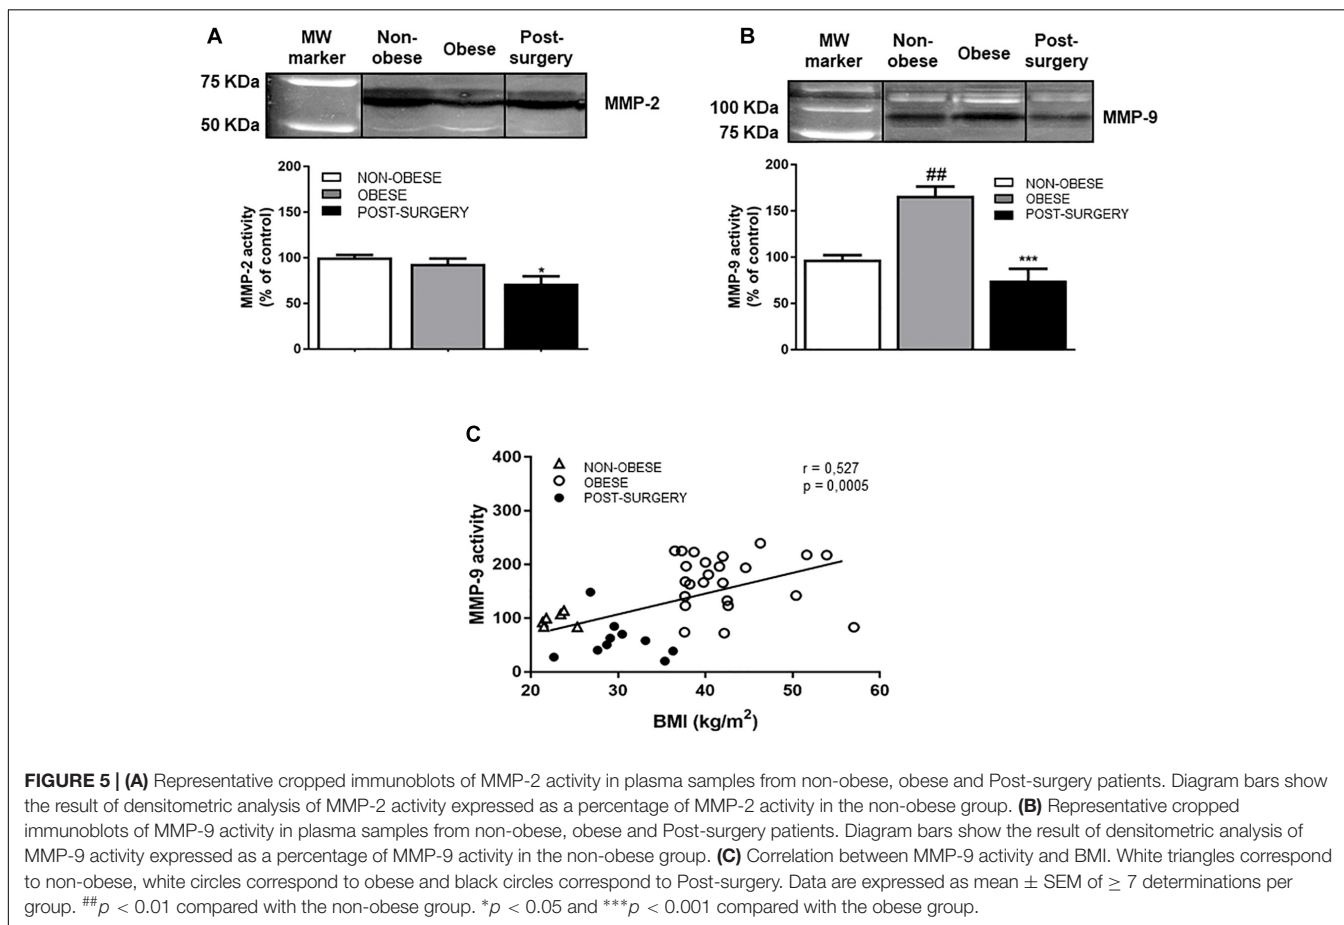 A
MW marker
Non-obese
Obese
Post-surgery
75 KDa
50 KDa
MMP-2
200
150
100
50
0
MMP-2 activity
(% of control)
NON-OBESE
OBESE
POST-SURGERY
*
B
MW marker
Non-obese
Obese
Post-surgery
100 KDa
75 KDa
MMP-9
200
150
100
50
0
MMP-9 activity
(% of control)
##
***
NON-OBESE
OBESE
POST-SURGERY
C
400
300
200
100
0
MMP-9 activity
NON-OBESE
OBESE
POST-SURGERY
r = 0,527
p = 0,0005
20 30 40 50 60
BMI (kg/m²)
FIGURE 5 | (A) Representative cropped immunoblots of MMP-2 activity in plasma samples from non-obese, obese and Post-surgery patients. Diagram bars show
the result of densitometric analysis of MMP-2 activity expressed as a percentage of MMP-2 activity in the non-obese group. (B) Representative cropped
immunoblots of MMP-9 activity in plasma samples from non-obese, obese and Post-surgery patients. Diagram bars show the result of densitometric analysis of
MMP-9 activity expressed as a percentage of MMP-9 activity in the non-obese group. (C) Correlation between MMP-9 activity and BMI. White triangles correspond
to non-obese, white circles correspond to obese and black circles correspond to Post-surgery. Data are expressed as mean ± SEM of ≥ 7 determinations per
group. ##p < 0.01 compared with the non-obese group. *p < 0.05 and ***p < 0.001 compared with the obese group.